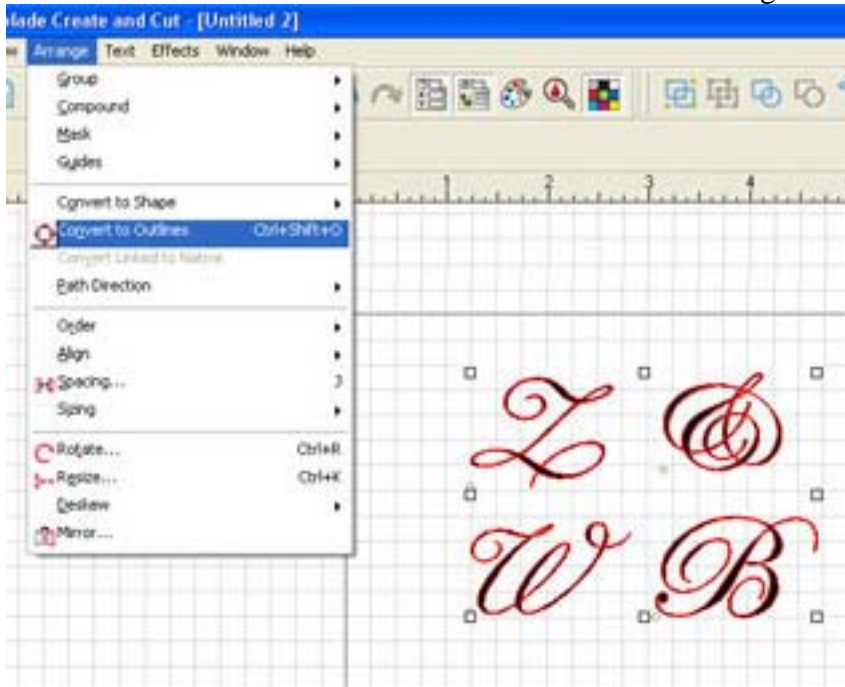 lade Create and Cut - [Untitled 2]
Arrange Text Effects Window Help
Group
Compound
Mask
Guides
Convert to Shape
Convert to Outlines Ctrl+Shift+O
Convert Linked to Native
Path Direction
Order
Align
Spacing... J
Sizing
Rotate... Ctrl+R
Resize... Ctrl+K
Deskew
Mirror...
1 2 3 4
Z &
W B